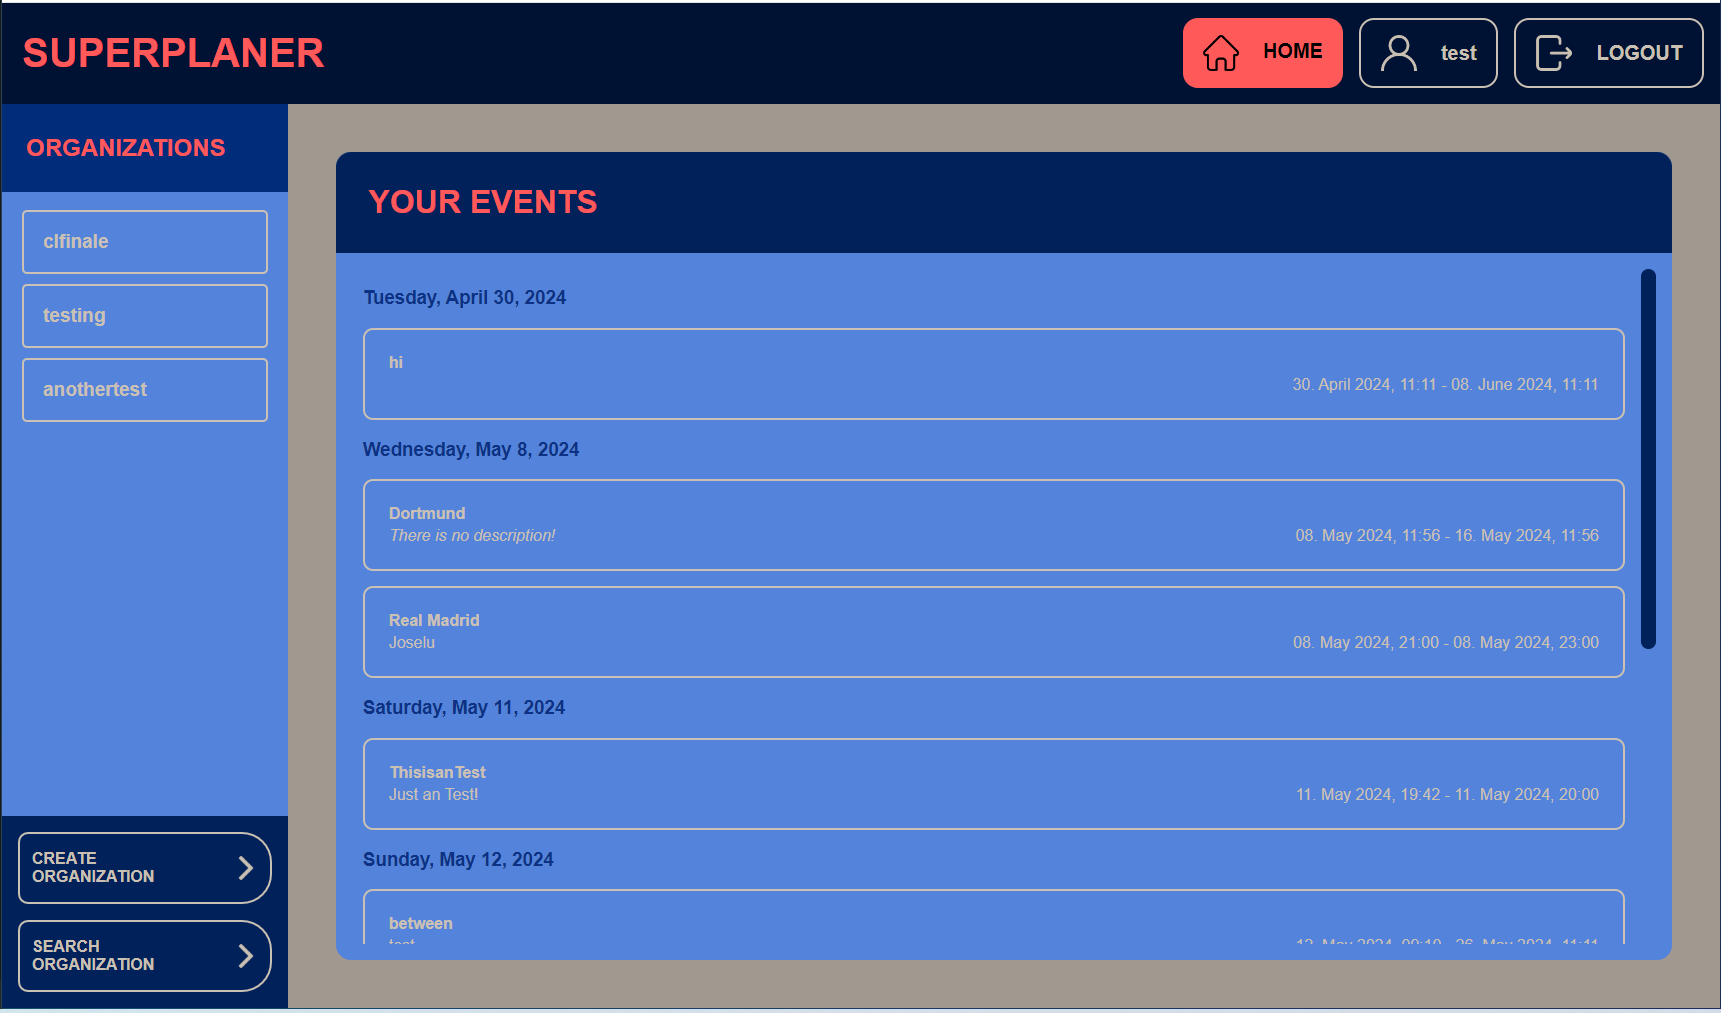 SUPERPLANER
HOME
test
LOGOUT
ORGANIZATIONS
clfinale
testing
anothertest
CREATE
ORGANIZATION
SEARCH
ORGANIZATION
YOUR EVENTS
Tuesday, April 30, 2024
hi
30. April 2024, 11:11 - 08. June 2024, 11:11
Wednesday, May 8, 2024
Dortmund
There is no description!
08. May 2024, 11:56 - 16. May 2024, 11:56
Real Madrid
Joselu
08. May 2024, 21:00 - 08. May 2024, 23:00
Saturday, May 11, 2024
ThisisanTest
Just an Test!
11. May 2024, 19:42 - 11. May 2024, 20:00
Sunday, May 12, 2024
between